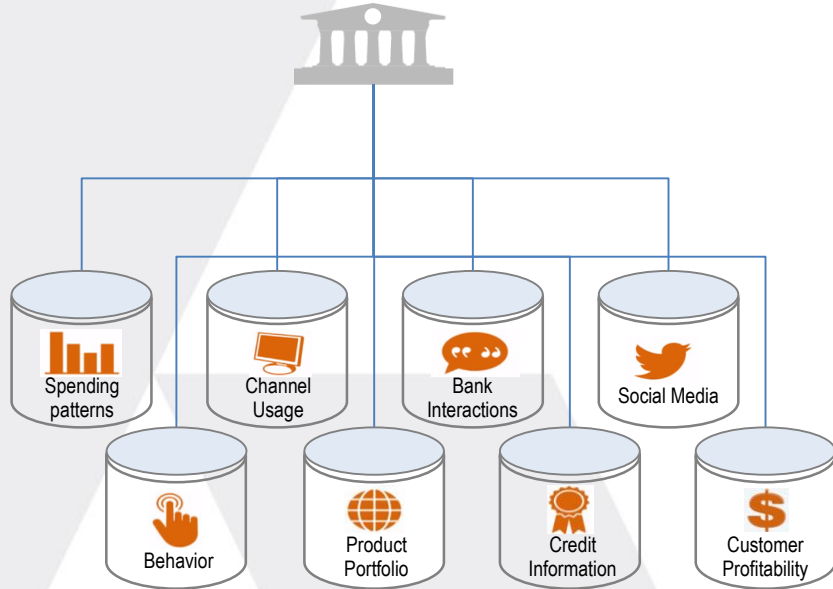 Spending
patterns
Channel
Usage
Bank
Interactions
Social Media
Behavior
Product
Portfolio
Credit
Information
Customer
Profitability